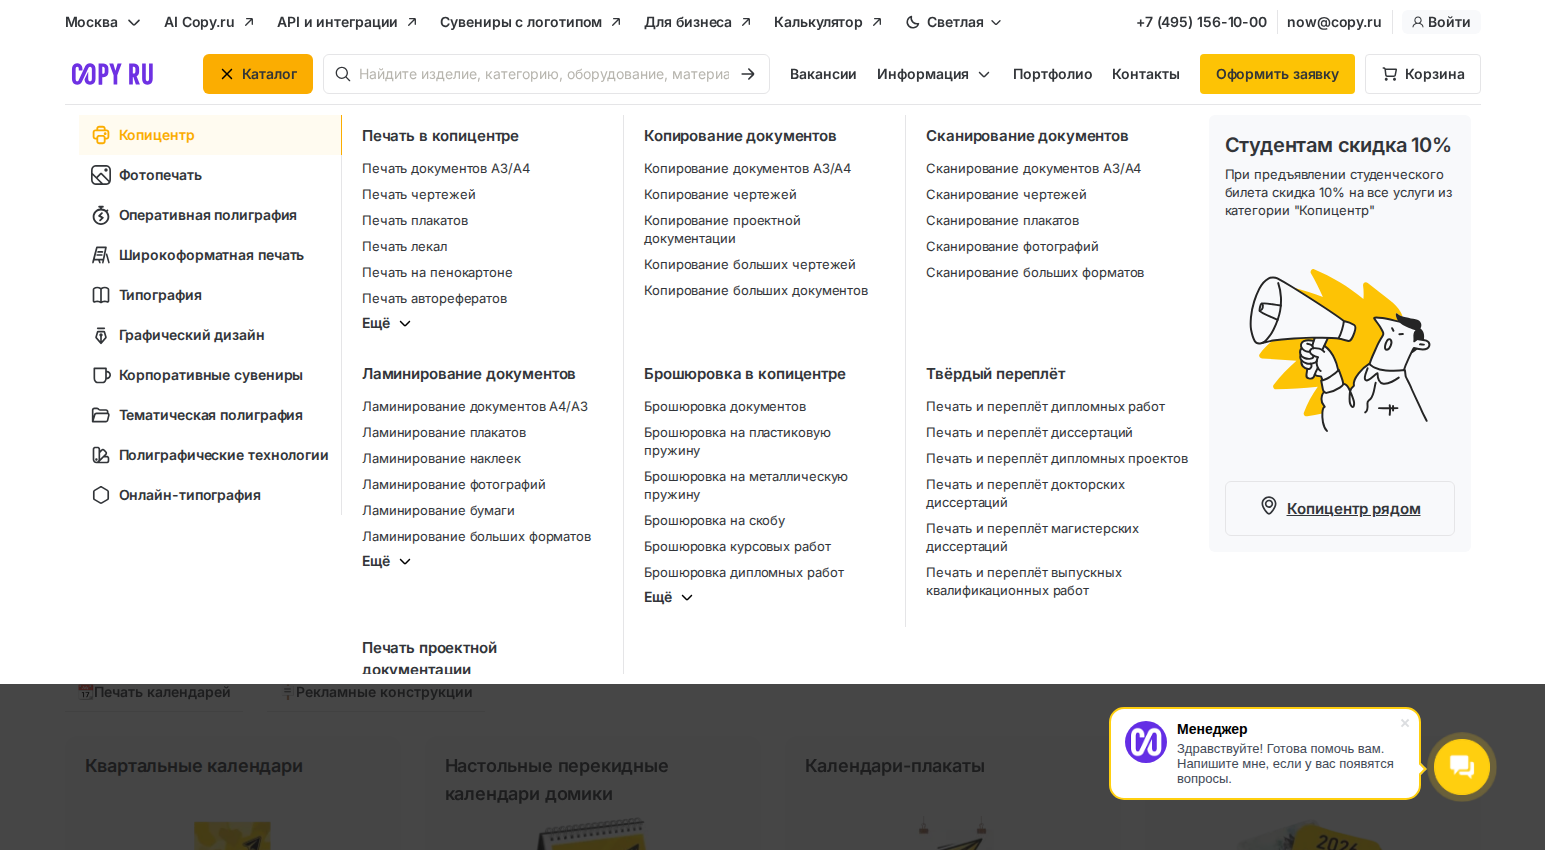 Москва
AI Copy.ru
API и интеграции
Сувениры с логотипом
Для бизнеса
Калькулятор
Светлая
+7 (495) 156-10-00
now@copy.ru
Войти
COPY RU
Каталог
Найдите изделие, категорию, оборудование, материа
Вакансии
Информация
Портфолио
Контакты
Оформить заявку
Корзина
Копицентр
Фотопечать
Оперативная полиграфия
Широкоформатная печать
Типография
Графический дизайн
Корпоративные сувениры
Тематическая полиграфия
Полиграфические технологии
Онлайн-типография
Печать в копицентре
Печать документов А3/А4
Печать чертежей
Печать плакатов
Печать лекал
Печать на пенокартоне
Печать авторефератов
Ещё
Копирование документов
Копирование документов А3/А4
Копирование чертежей
Копирование проектной
документации
Копирование больших чертежей
Копирование больших документов
Сканирование документов
Сканирование документов А3/А4
Сканирование чертежей
Сканирование плакатов
Сканирование фотографий
Сканирование больших форматов
Ламинирование документов
Ламинирование документов А4/А3
Ламинирование плакатов
Ламинирование наклеек
Ламинирование фотографий
Ламинирование бумаги
Ламинирование больших форматов
Ещё
Брошюровка в копицентре
Брошюровка документов
Брошюровка на пластиковую
пружину
Брошюровка на металлическую
пружину
Брошюровка на скобу
Брошюровка курсовых работ
Брошюровка дипломных работ
Ещё
Твёрдый переплёт
Печать и переплёт дипломных работ
Печать и переплёт диссертаций
Печать и переплёт дипломных проектов
Печать и переплёт докторских
диссертаций
Печать и переплёт магистерских
диссертаций
Печать и переплёт выпускных
квалификационных работ
Печать проектной
документации
Студентам скидка 10%
При предъявлении студенческого
билета скидка 10% на все услуги из
категории "Копицентр"
Копицентр рядом
Печать календарей
Рекламные конструкции
Квартальные календари
Настольные перекидные
календари домики
Календари-плакаты
2026
Менеджер
Здравствуйте! Готова помочь вам.
Напишите мне, если у вас появятся
вопросы.